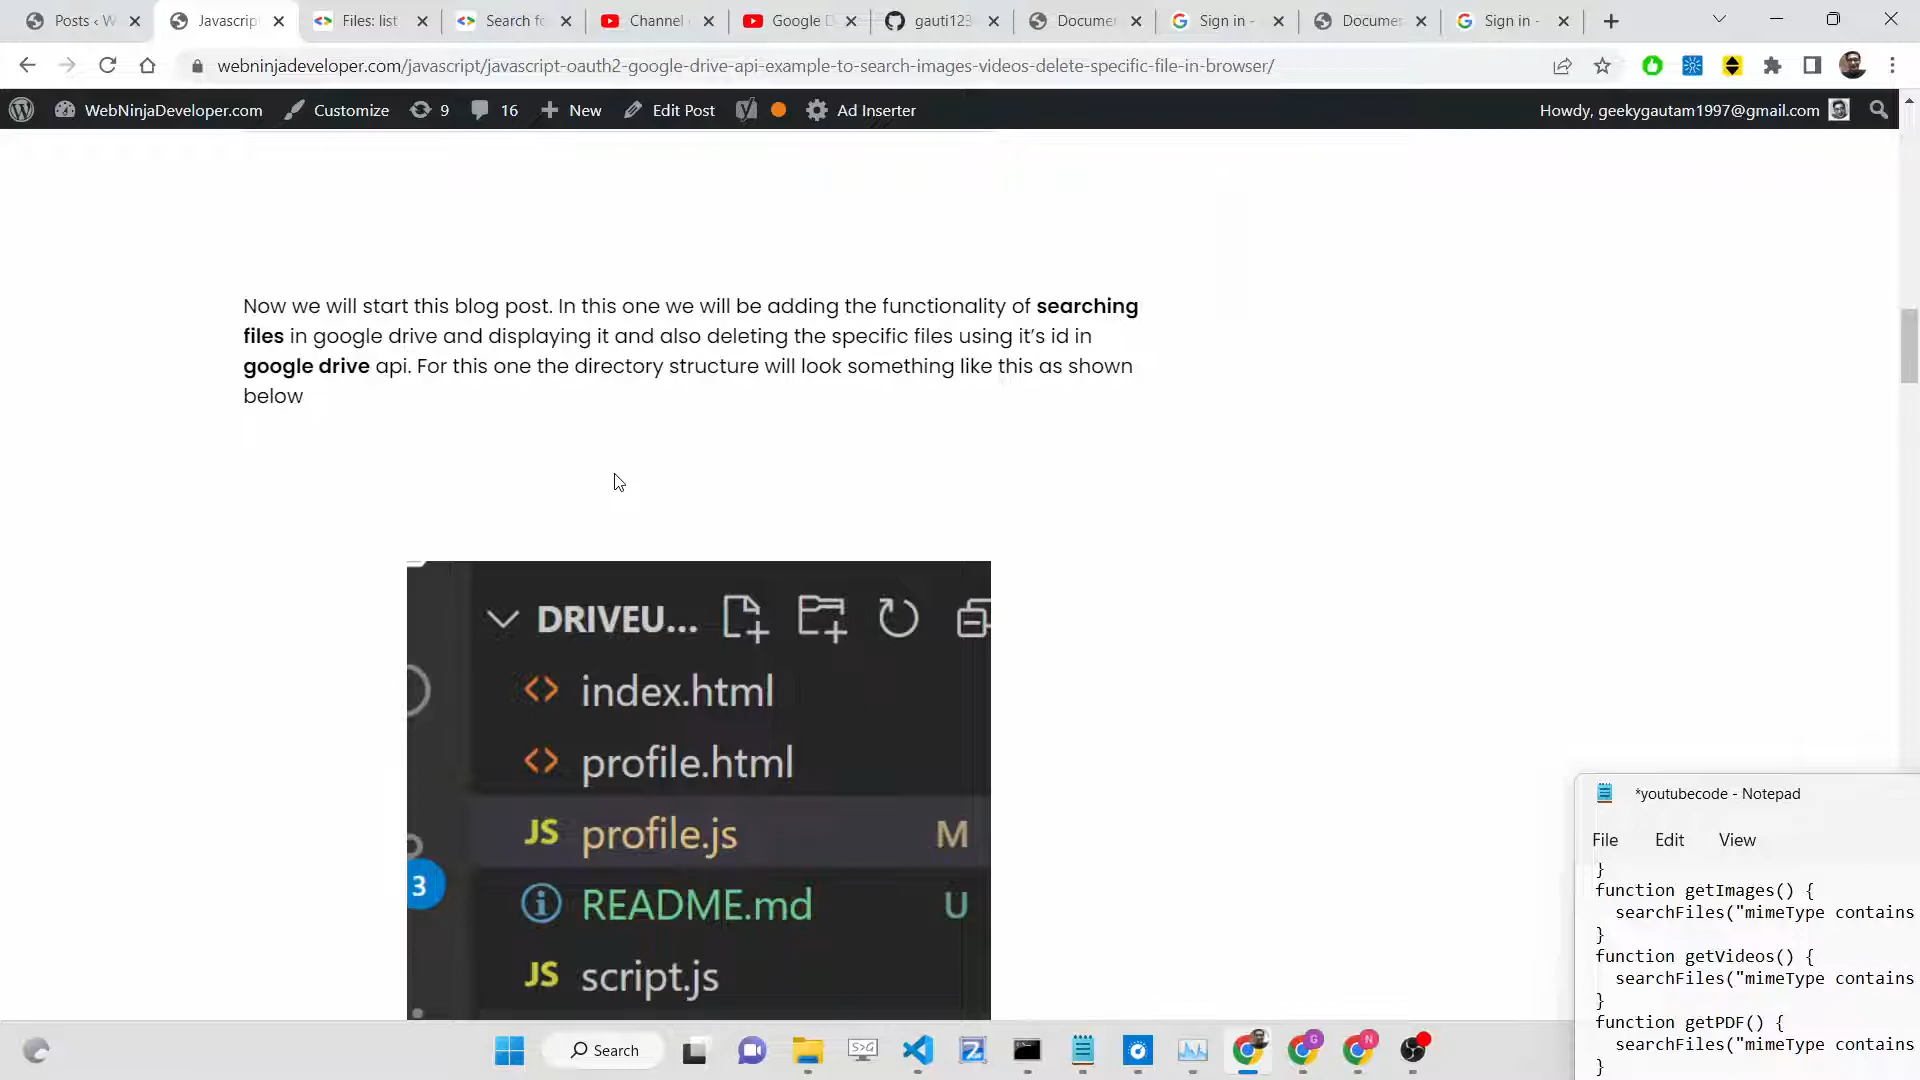 Posts ‹ W
Javascrip
Files: list
Search fo
Channel
Google D
gauti123
Docume
Sign in -
Docume
Sign in -
webninjadeveloper.com/javascript/javascript-oauth2-google-drive-api-example-to-search-images-videos-delete-specific-file-in-browser/
WebNinjaDeveloper.com Customize 9 16 New Edit Post Ad Inserter Howdy, geekygautam1997@gmail.com
Now we will start this blog post. In this one we will be adding the functionality of searching
files in google drive and displaying it and also deleting the specific files using it’s id in
google drive api. For this one the directory structure will look something like this as shown
below
DRIVEU...
index.html
profile.html
JS profile.js M
3
README.md U
JS script.js
*youtubecode - Notepad
File Edit View
}
function getImages() {
searchFiles("mimeType contains
}
function getVideos() {
searchFiles("mimeType contains
}
function getPDF() {
searchFiles("mimeType contains
}
Search